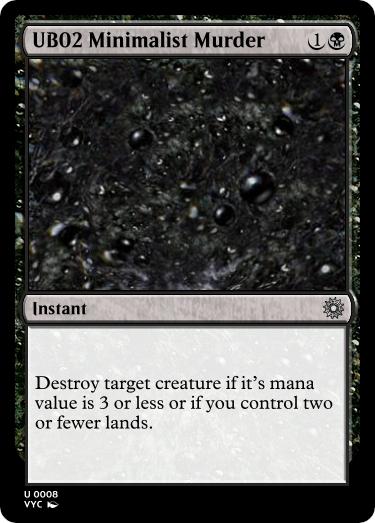 UB02 Minimalist Murder 1
Instant
Destroy target creature if it's mana
value is 3 or less or if you control two
or fewer lands.
U 0008
VYC